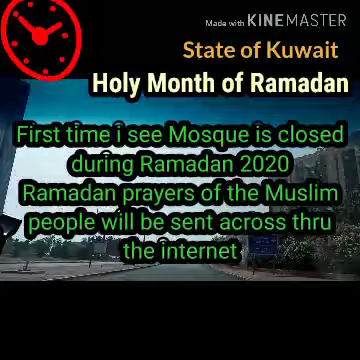 Made with KINEMASTER
State of Kuwait
Holy Month of Ramadan
First time i see Mosque is closed
during Ramadan 2020
Ramadan prayers of the Muslim
people will be sent across thru
the internet